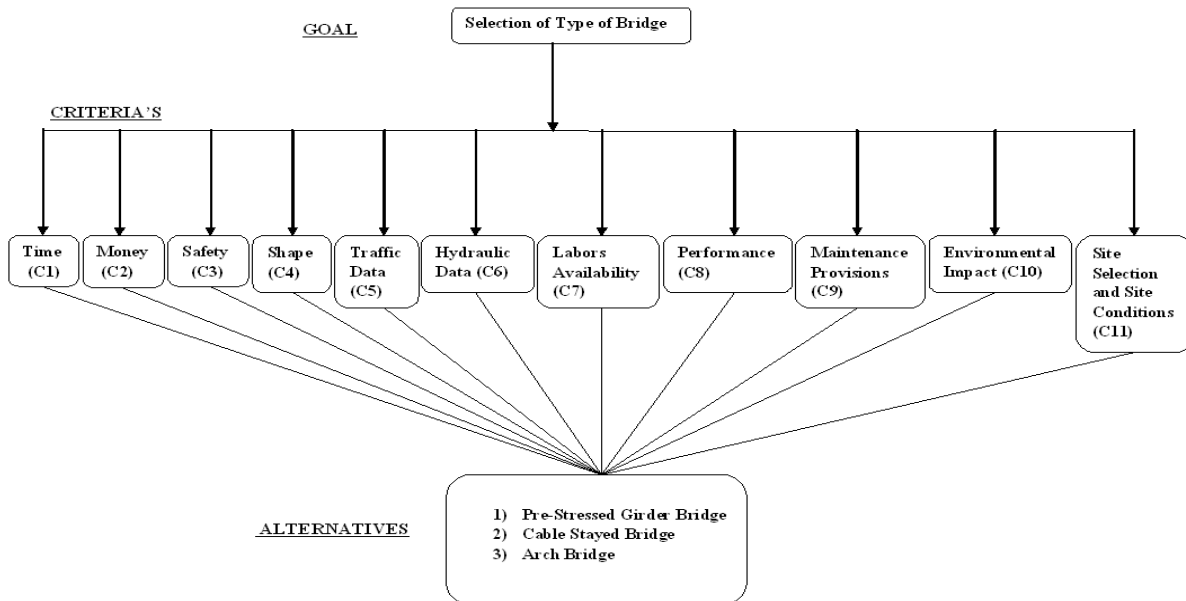 Selection of Type of Bridge
GOAL
CRITERIA'S
Time
(C1)
Money
(C2)
Safety
(C3)
Shape
(C4)
Traffic
Data
(C5)
Hydraulic
Data (C6)
Labors
Availability
(C7)
Performance
(C8)
Maintenance
Provisions
(C9)
Environmental
Impact (C10)
Site
Selection
and Site
Conditions
(C11)
ALTERNATIVES
1) Pre-Stressed Girder Bridge
2) Cable Stayed Bridge
3) Arch Bridge